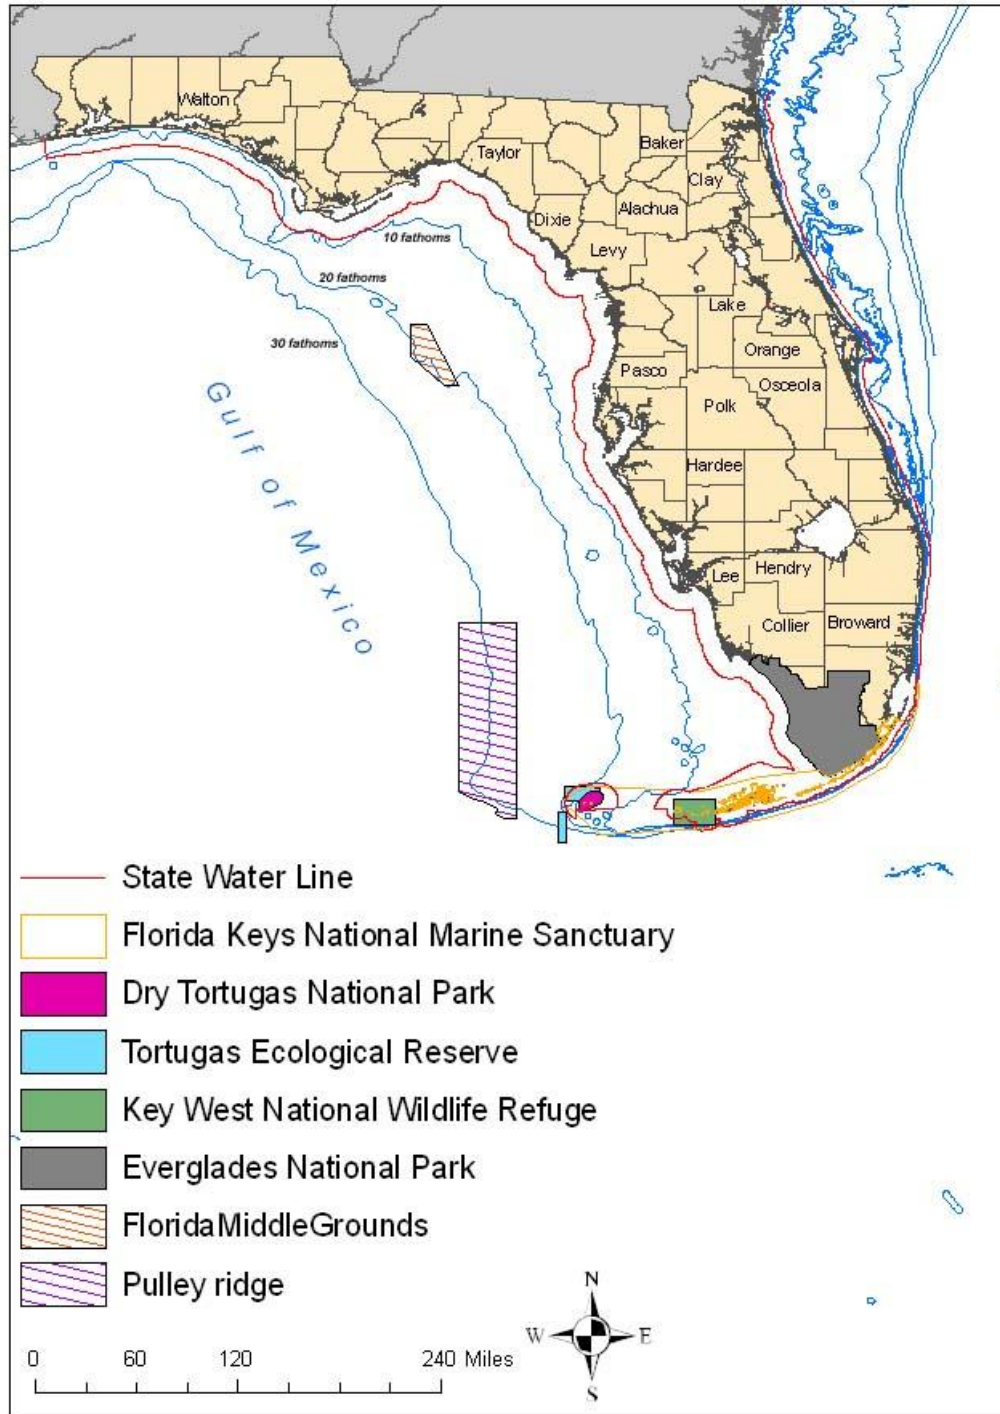 Walton
Taylor
Baker
Clay
Dixie
Alachua
Levy
10 fathoms
20 fathoms
30 fathoms
Lake
Orange
Pasco
Osceola
Polk
Gulf of Mexico
Hardee
Lee
Hendry
Collier
Broward
State Water Line
Florida Keys National Marine Sanctuary
Dry Tortugas National Park
Tortugas Ecological Reserve
Key West National Wildlife Refuge
Everglades National Park
FloridaMiddleGrounds
Pulley ridge
N
W E
S
0 60 120 240 Miles